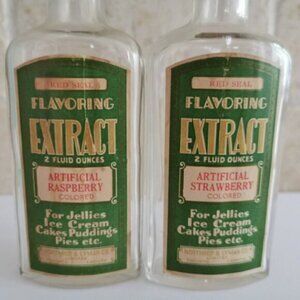 RED SEAL
FLAVORING
EXTRACT
2 FLUID OUNCES
ARTIFICIAL
RASPBERRY
COLORED
For Jellies
Ice Cream
Cakes Puddings
Pies etc.
RED SEAL
FLAVORING
EXTRACT
2 FLUID OUNCES
ARTIFICIAL
STRAWBERRY
COLORED
For Jellies
Ice Cream
Cakes Puddings
Pies etc.